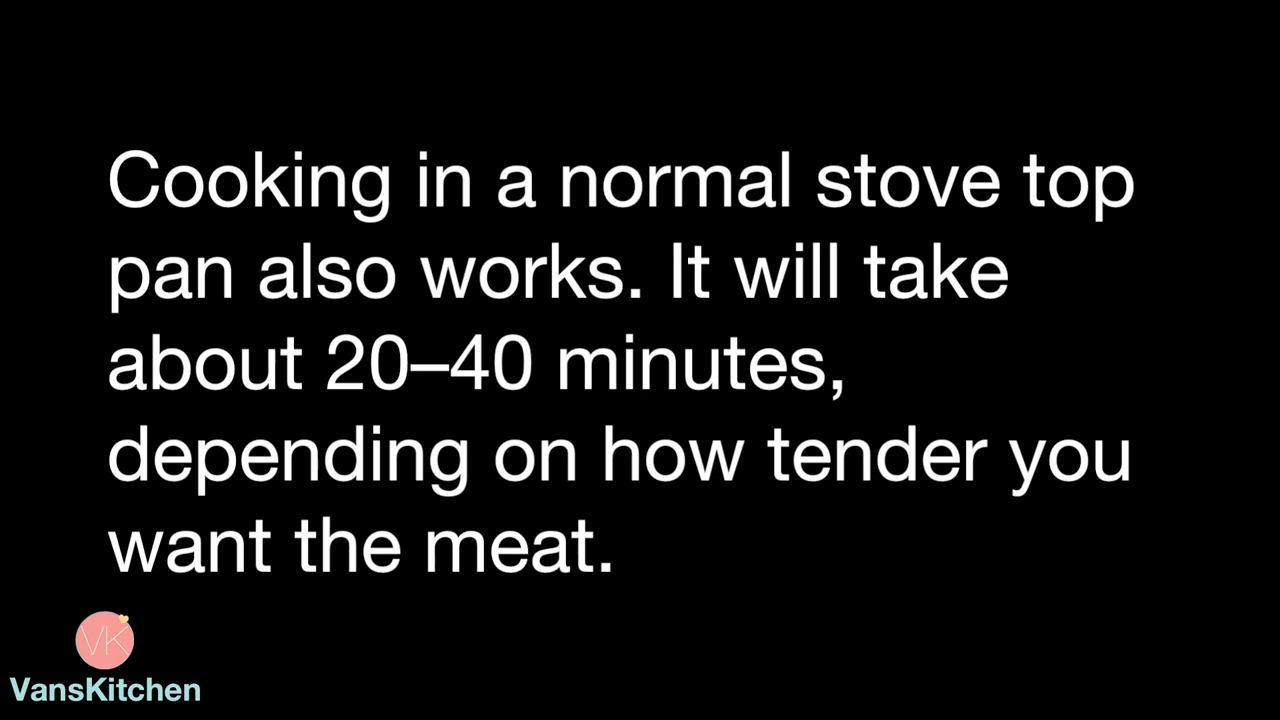 Cooking in a normal stove top
pan also works. It will take
about 20–40 minutes,
depending on how tender you
want the meat.
VK
VansKitchen